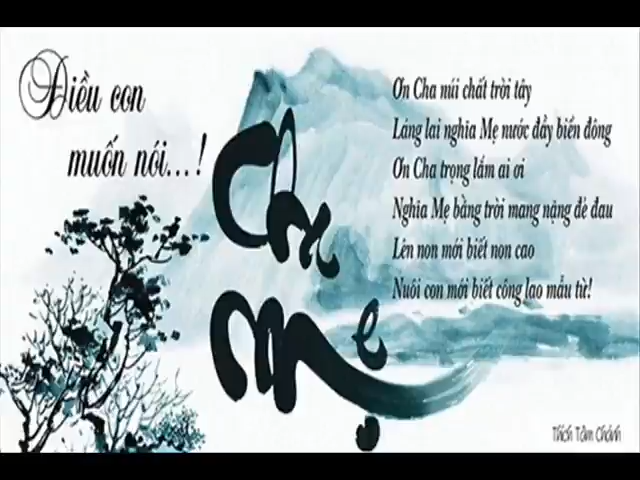 Điều con
muốn nói...!
Cha
Mẹ
Ơn Cha núi chất trời tây
Láng lai nghĩa Mẹ nước đầy biển đông
Ơn Cha trọng lắm ai ơi
Nghĩa Mẹ bằng trời mang nặng đẻ đau
Lên non mới biết non cao
Nuôi con mới biết công lao mẫu từ!
Thích Tâm Chánh